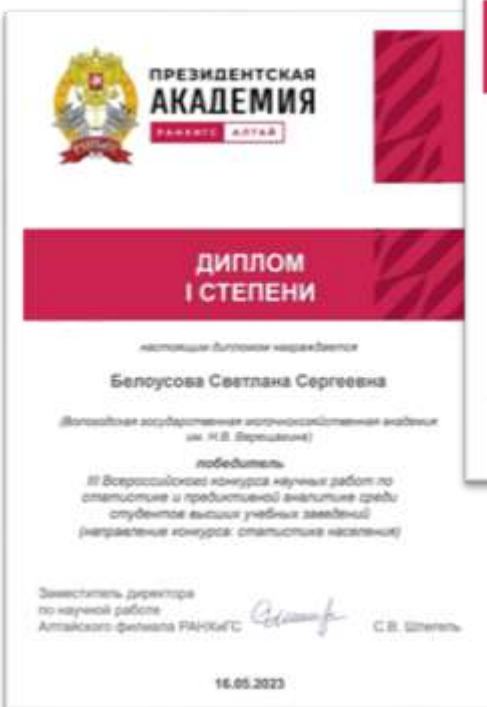 ПРЕЗИДЕНТСКАЯ
АКАДЕМИЯ
РАНХИГС АЛТАЙ
ДИПЛОМ
I СТЕПЕНИ
настоящим дипломом награждается
Белоусова Светлана Сергеевна
(Вологодская государственная молочнохозяйственная академия
им. Н.В. Верещагина)
победитель
III Всероссийского конкурса научных работ по
статистике и предиктивной аналитике среди
студентов высших учебных заведений
(направление конкурса: статистика населения)
Заместитель директора
по научной работе
Алтайского филиала РАНХиГС
С.В. Шпегель
16.05.2023